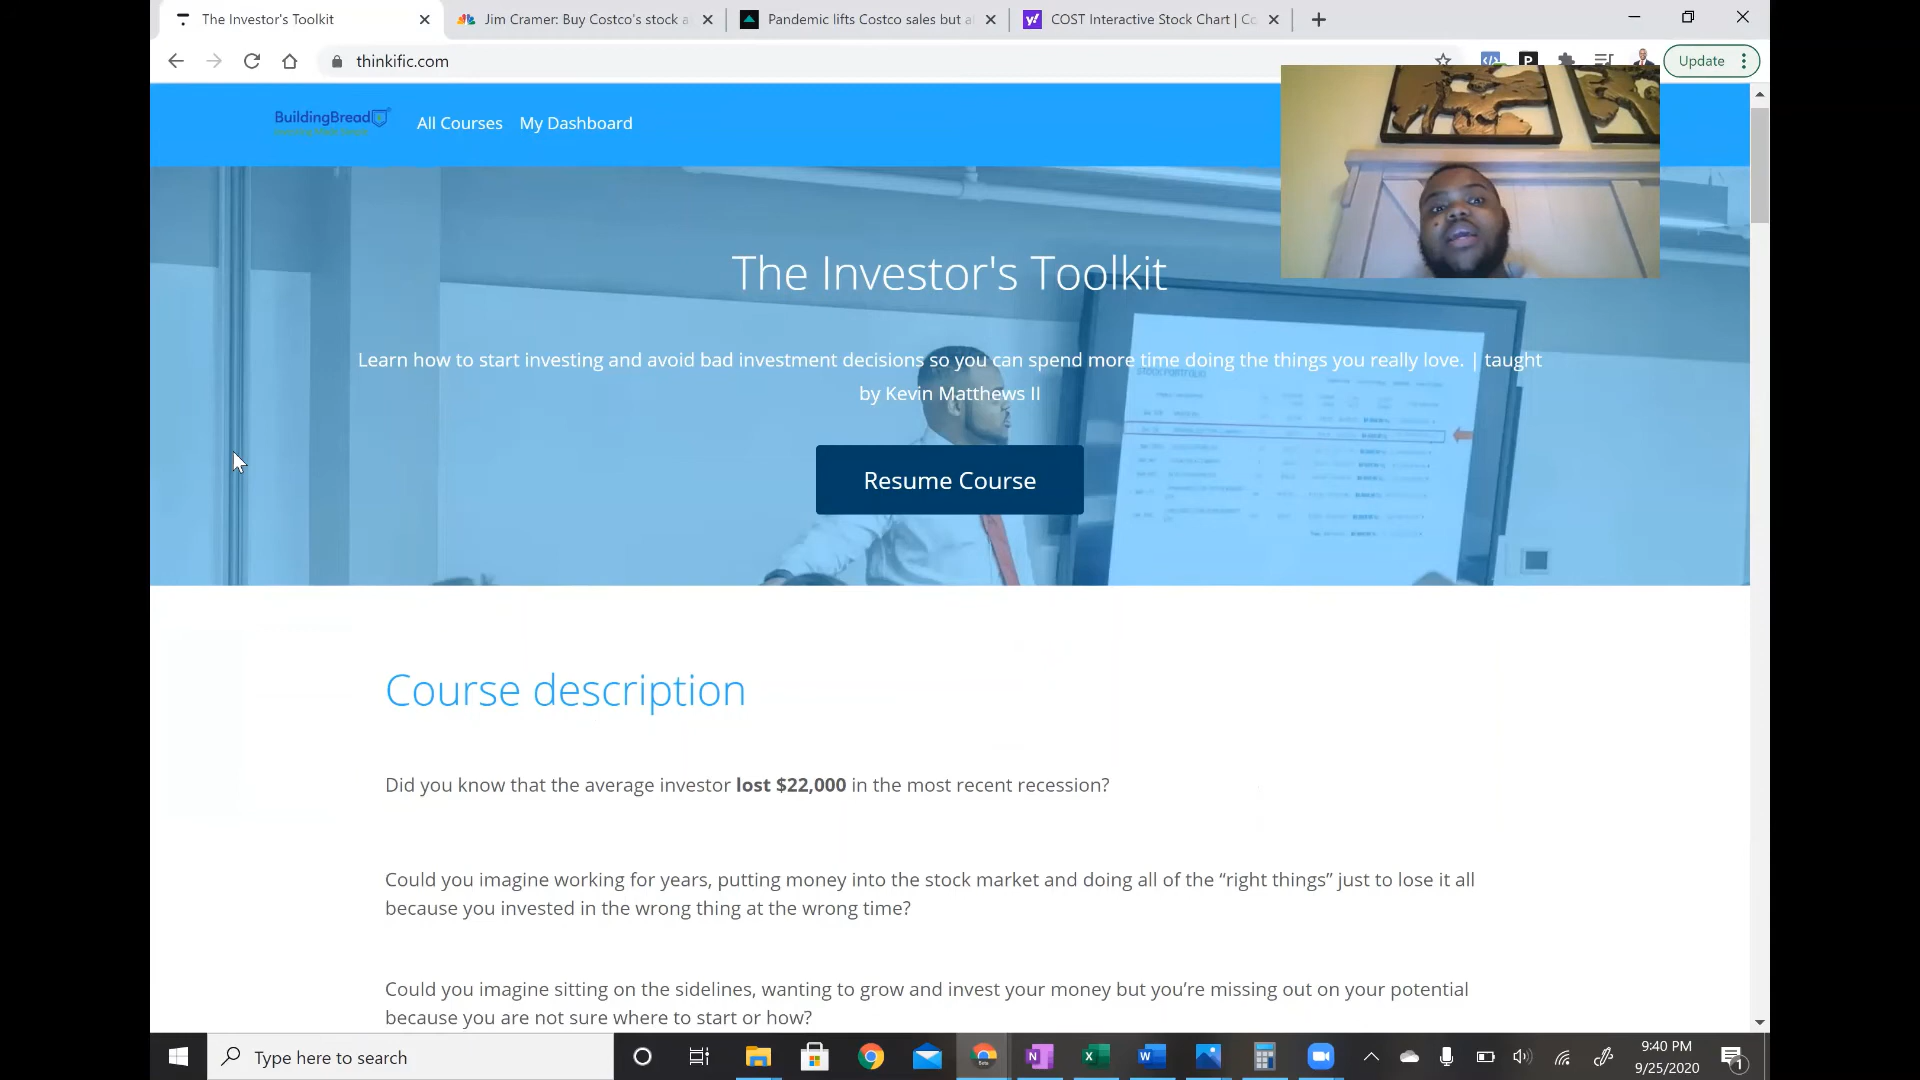 The Investor's Toolkit
Jim Cramer: Buy Costco's stock a
Pandemic lifts Costco sales but a
COST Interactive Stock Chart | Co
thinkific.com
Update
BuildingBread
All Courses
My Dashboard
The Investor's Toolkit
Learn how to start investing and avoid bad investment decisions so you can spend more time doing the things you really love. | taught
by Kevin Matthews II
STOCK PORTFOLIO
Resume Course
Course description
Did you know that the average investor lost $22,000 in the most recent recession?
Could you imagine working for years, putting money into the stock market and doing all of the “right things” just to lose it all
because you invested in the wrong thing at the wrong time?
Could you imagine sitting on the sidelines, wanting to grow and invest your money but you’re missing out on your potential
because you are not sure where to start or how?
Type here to search
9:40 PM
9/25/2020
1